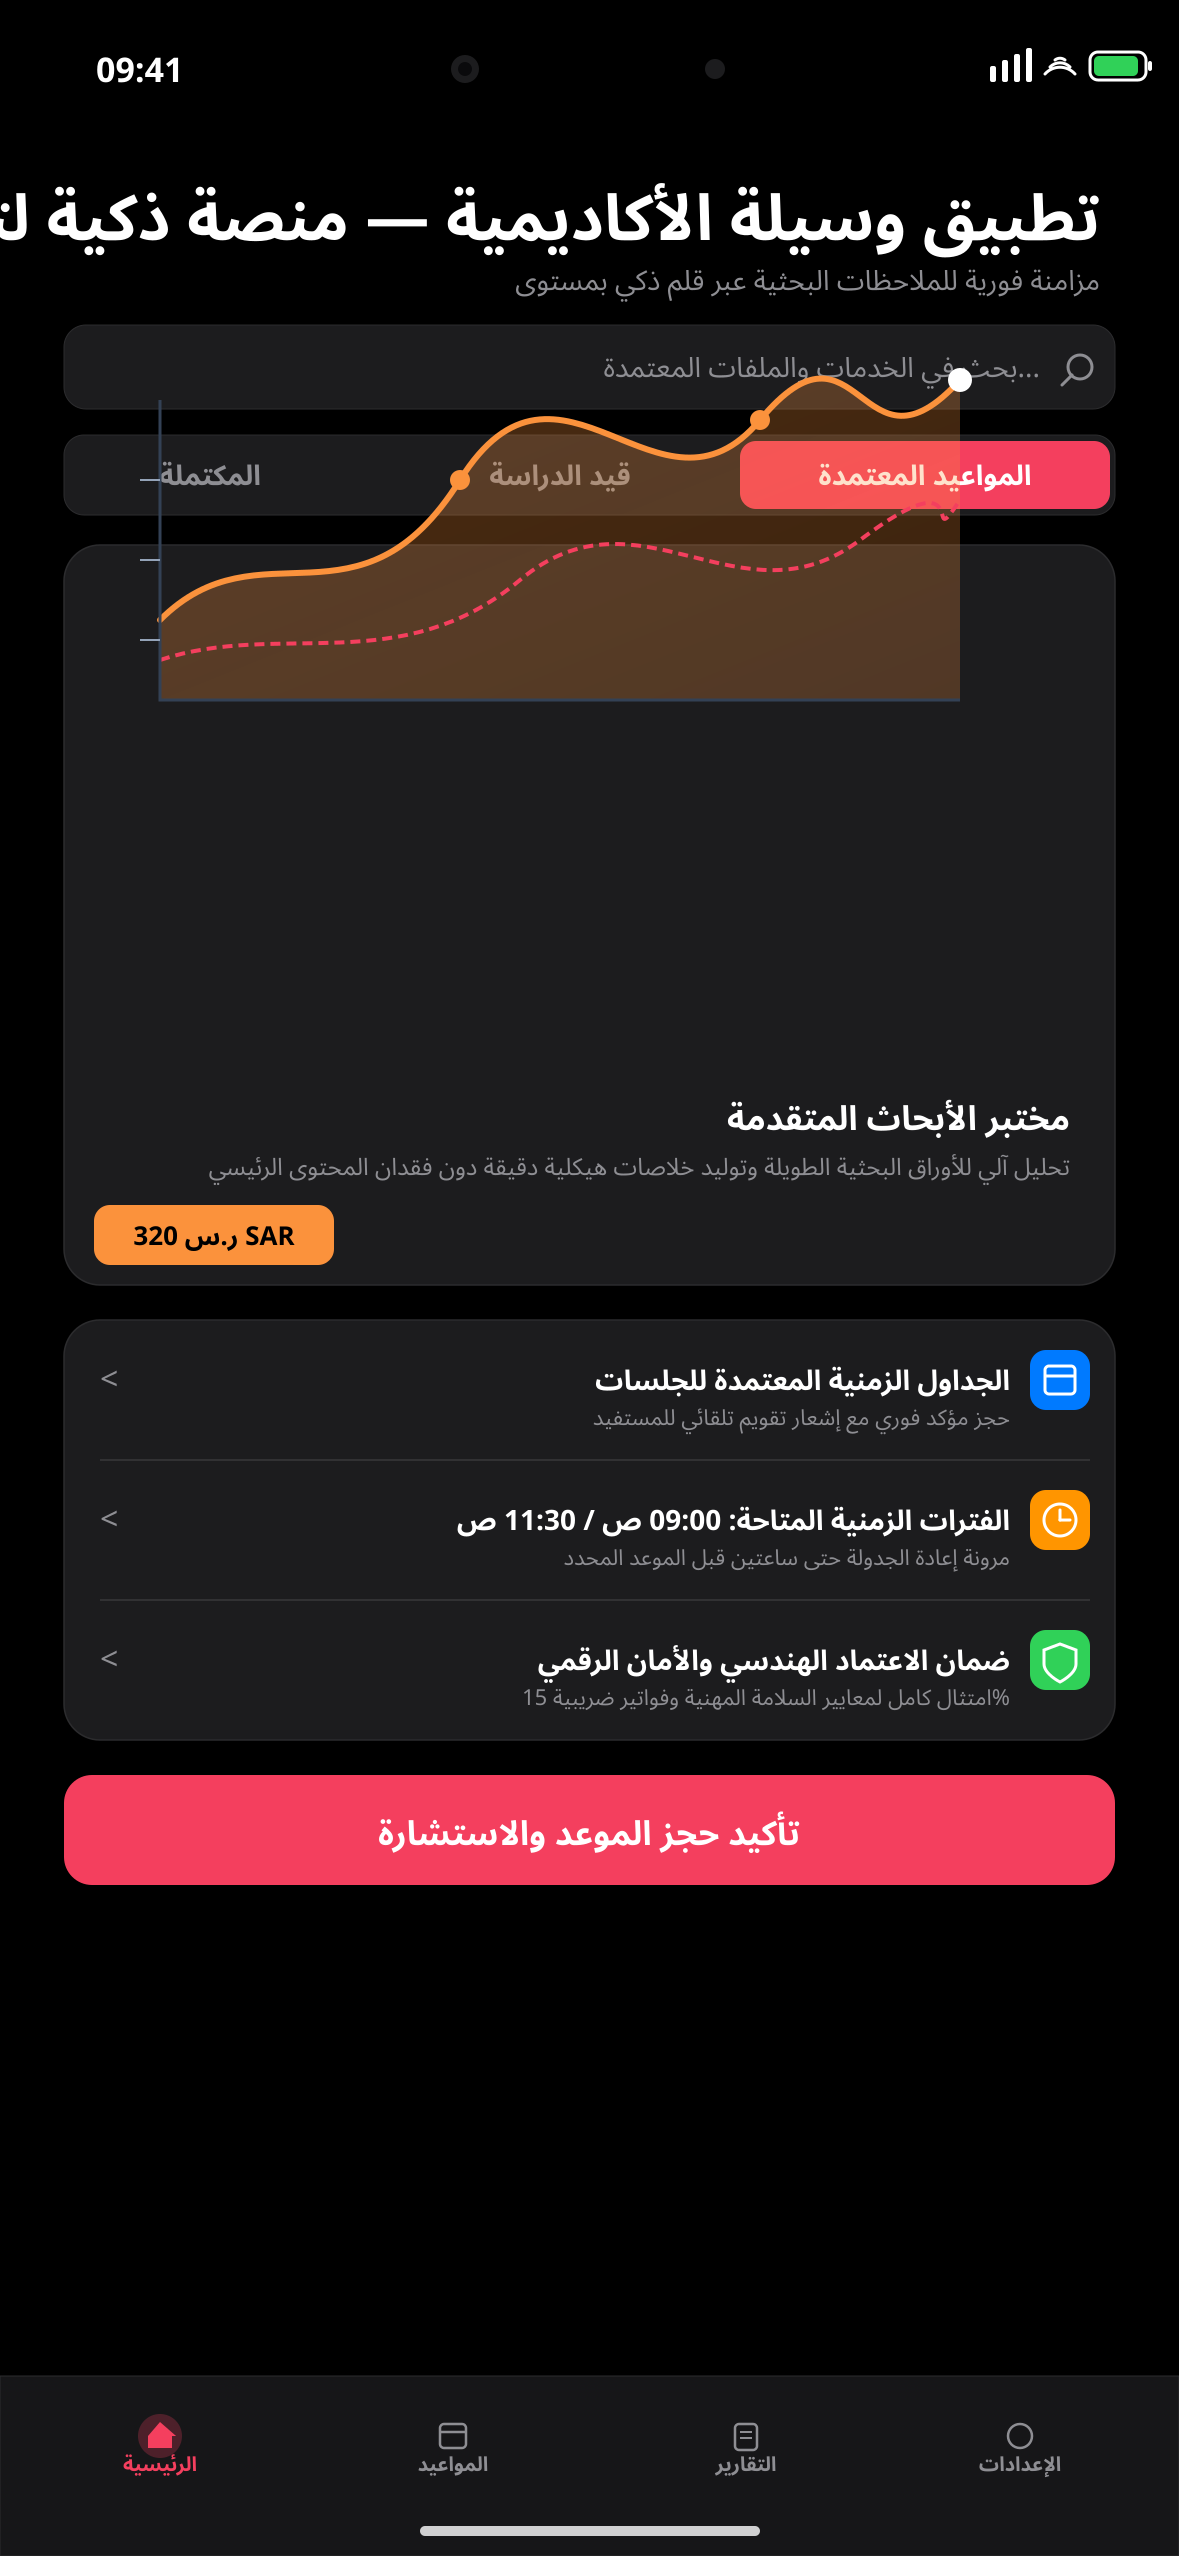 09:41
تطبيق وسيلة الأكاديمية — منصة ذكية
مزامنة فورية للملاحظات البحثية عبر قلم ذكي بمستوى
بحث في الخدمات والملفات المعتمدة...
المواعيد المعتمدة
قيد الدراسة
المكتملة
مختبر الأبحاث المتقدمة
تحليل آلي للأوراق البحثية الطويلة وتوليد خلاصات هيكلية دقيقة دون فقدان المحتوى الرئيسي
320 ر.س SAR
الجداول الزمنية المعتمدة للجلسات
حجز مؤكد فوري مع إشعار تقويم تلقائي للمستفيد
الفترات الزمنية المتاحة: 09:00 ص / 11:30 ص
مرونة إعادة الجدولة حتى ساعتين قبل الموعد المحدد
ضمان الاعتماد الهندسي والأمان الرقمي
امتثال كامل لمعايير السلامة المهنية وفواتير ضريبية 15%
تأكيد حجز الموعد والاستشارة
الإعدادات
التقارير
المواعيد
الرئيسية